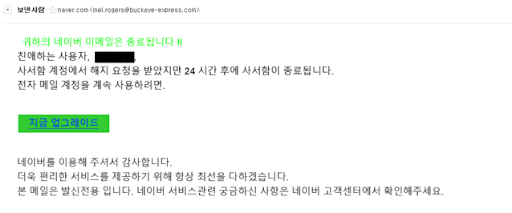 보낸사람 naver.com<mel.rogers@buckeye-express.com>
귀하의 네이버 이메일은 종료됩니다 !!
친애하는 사용자,
사서함 계정에서 해지 요청을 받았지만 24 시간 후에 사서함이 종료됩니다.
전자 메일 계정을 계속 사용하려면.
지금 업그레이드
네이버를 이용해 주셔서 감사합니다.
더욱 편리한 서비스를 제공하기 위해 항상 최선을 다하겠습니다.
본 메일은 발신전용 입니다. 네이버 서비스관련 궁금하신 사항은 네이버 고객센터에서 확인해주세요.